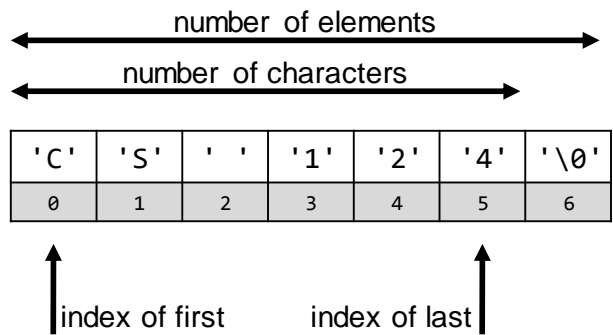 number of elements
number of characters
'C' 'S' ' ' '1' '2' '4' '\0'
0 1 2 3 4 5 6
index of first index of last